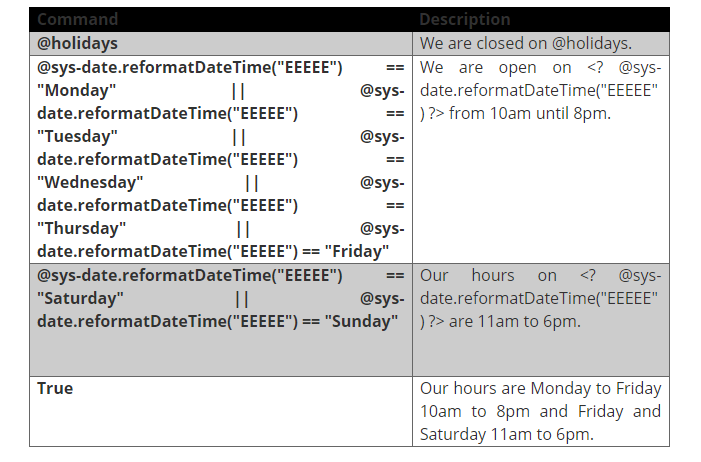 Command Description
@holidays We are closed on @holidays.
@sys-date.reformatDateTime("EEEEE") ==
"Monday" || @sys-
date.reformatDateTime("EEEEE") ==
"Tuesday" || @sys-
date.reformatDateTime("EEEEE") ==
"Wednesday" || @sys-
date.reformatDateTime("EEEEE") ==
"Thursday" || @sys-
date.reformatDateTime("EEEEE") == "Friday"
We are open on <? @sys-
date.reformatDateTime("EEEEE"
) ?> from 10am until 8pm.
@sys-date.reformatDateTime("EEEEE") ==
"Saturday" || @sys-
date.reformatDateTime("EEEEE") == "Sunday"
Our hours on <? @sys-
date.reformatDateTime("EEEEE"
) ?> are 11am to 6pm.
True
Our hours are Monday to Friday
10am to 8pm and Friday and
Saturday 11am to 6pm.